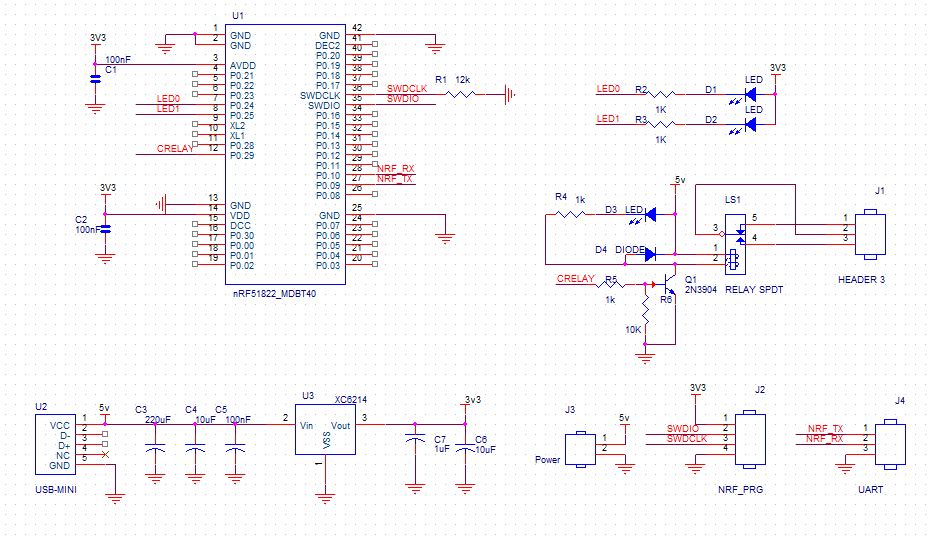 U1
1 GND GND 42
2 GND DEC2 41
P0.20 40
3V3
100nF
C1
3 AVDD P0.19 39
4 P0.21 P0.18 38
5 P0.22 P0.17 37
6 P0.23 SWDCLK 36 SWDCLK R1 12k
LED0 7 P0.24 SWDIO 35 SWDIO
LED1 8 P0.25 P0.16 34
9 XL2 P0.15 33
10 XL1 P0.14 32
11 P0.28 P0.13 31
CRELAY 12 P0.29 P0.12 30
P0.11 29
P0.10 28 NRF_RX
P0.09 27 NRF_TX
P0.08 26
3V3
C2
100nF
13 GND GND 25
14 VDD P0.07 24
15 DCC P0.06 23
16 P0.30 P0.05 22
17 P0.00 P0.04 21
18 P0.01 P0.03 20
19 P0.02
nRF51822_MDBT40
3V3
LED0 R2 1K D1 LED
LED1 R3 1K D2 LED
5v
R4 1k
D3 LED
D4 DIODE
LS1
3 5
4
1
2
RELAY SPDT
J1
1
2
3
HEADER 3
CRELAY R5
1k
Q1
2N3904
R6
10K
U2
5v
VCC 1
D- 2
D+ 3
NC 4
GND 5
USB-MINI
C3
220uF
C4
10uF
C5
100nF
U3
XC6214
2 Vin Vout 3
VSS
1
3v3
C7
1uF
C6
10uF
J3
5v
1
2
Power
3V3
J2
1
SWDIO 2
SWDCLK 3
4
NRF_PRG
J4
NRF_TX 1
NRF_RX 2
3
UART